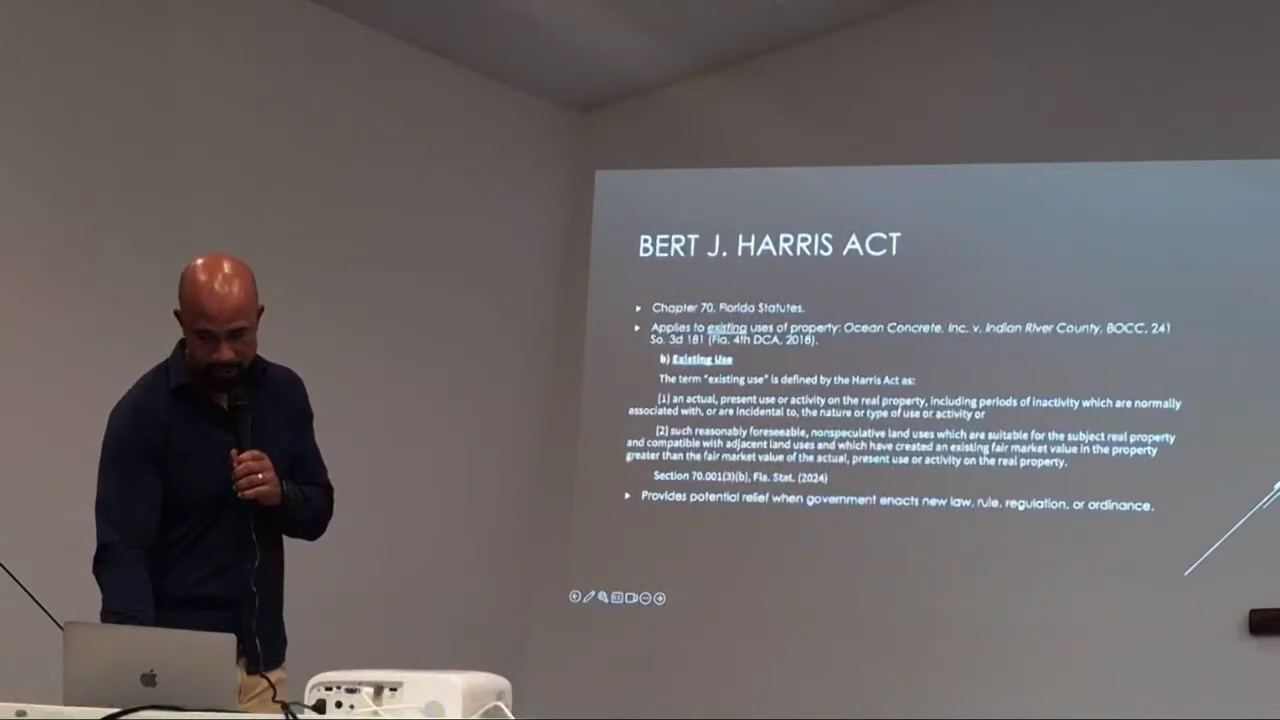 BERT J. HARRIS ACT
Chapter 70, Florida Statutes.
Applies to existing uses of property: Ocean Concrete, Inc. v. Indian River County, BOCC, 241
So. 3d 181 (Fla. 4th DCA, 2018).
b) Existing Use
The term "existing use" is defined by the Harris Act as:
(1) an actual, present use or activity on the real property, including periods of inactivity which are normally
associated with, or are incidental to, the nature or type of use or activity or
(2) such reasonably foreseeable, nonspeculative land uses which are suitable for the subject real property
and compatible with adjacent land uses and which have created an existing fair market value in the property
greater than the fair market value of the actual, present use or activity on the real property.
Section 70.001(3)(b), Fla. Stat. (2024)
Provides potential relief when government enacts new law, rule, regulation, or ordinance.